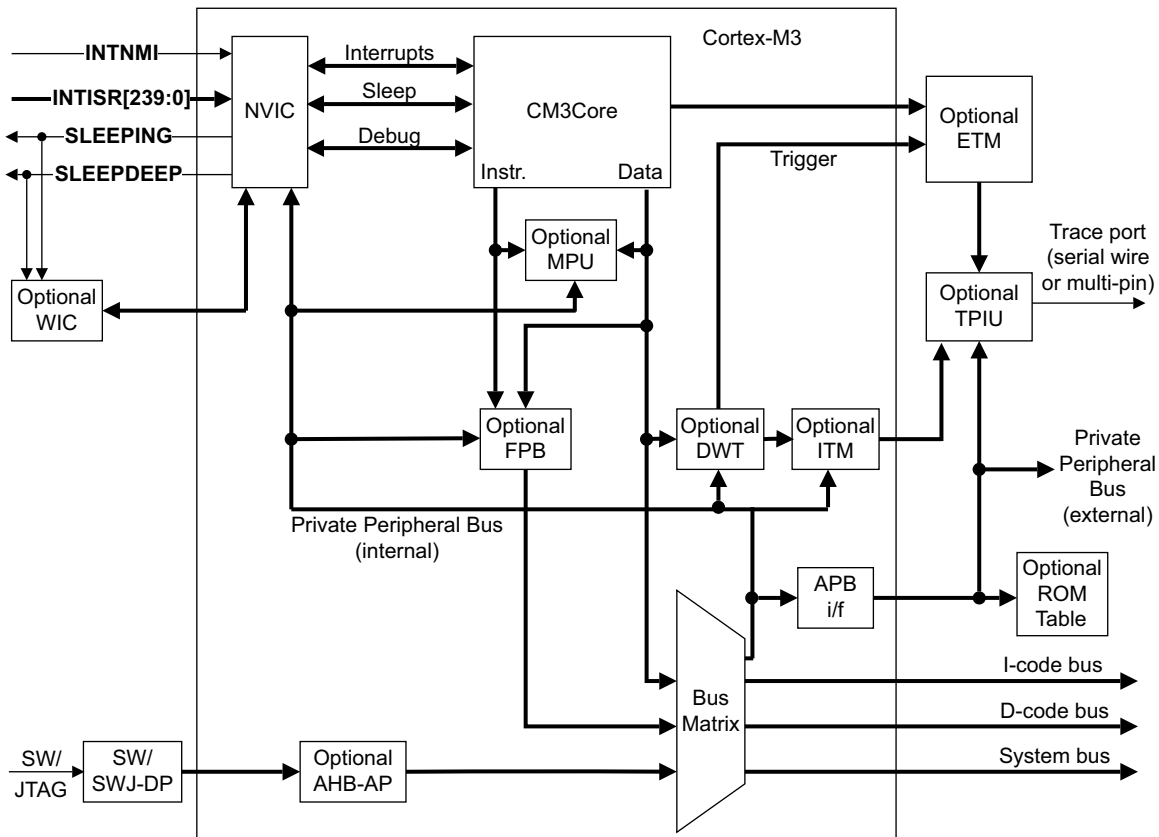 Cortex-M3
INTNMI
INTISR[239:0]
SLEEPING
SLEEPDEEP
NVIC
Interrupts
Sleep
Debug
CM3Core
Instr.
Data
Optional
ETM
Trigger
Optional
MPU
Optional
WIC
Trace port
(serial wire
or multi-pin)
Optional
TPIU
Optional
FPB
Optional
DWT
Optional
ITM
Private
Peripheral
Bus
(external)
Private Peripheral Bus
(internal)
APB
i/f
Optional
ROM
Table
Bus
Matrix
I-code bus
D-code bus
System bus
SW/
JTAG
SW/
SWJ-DP
Optional
AHB-AP